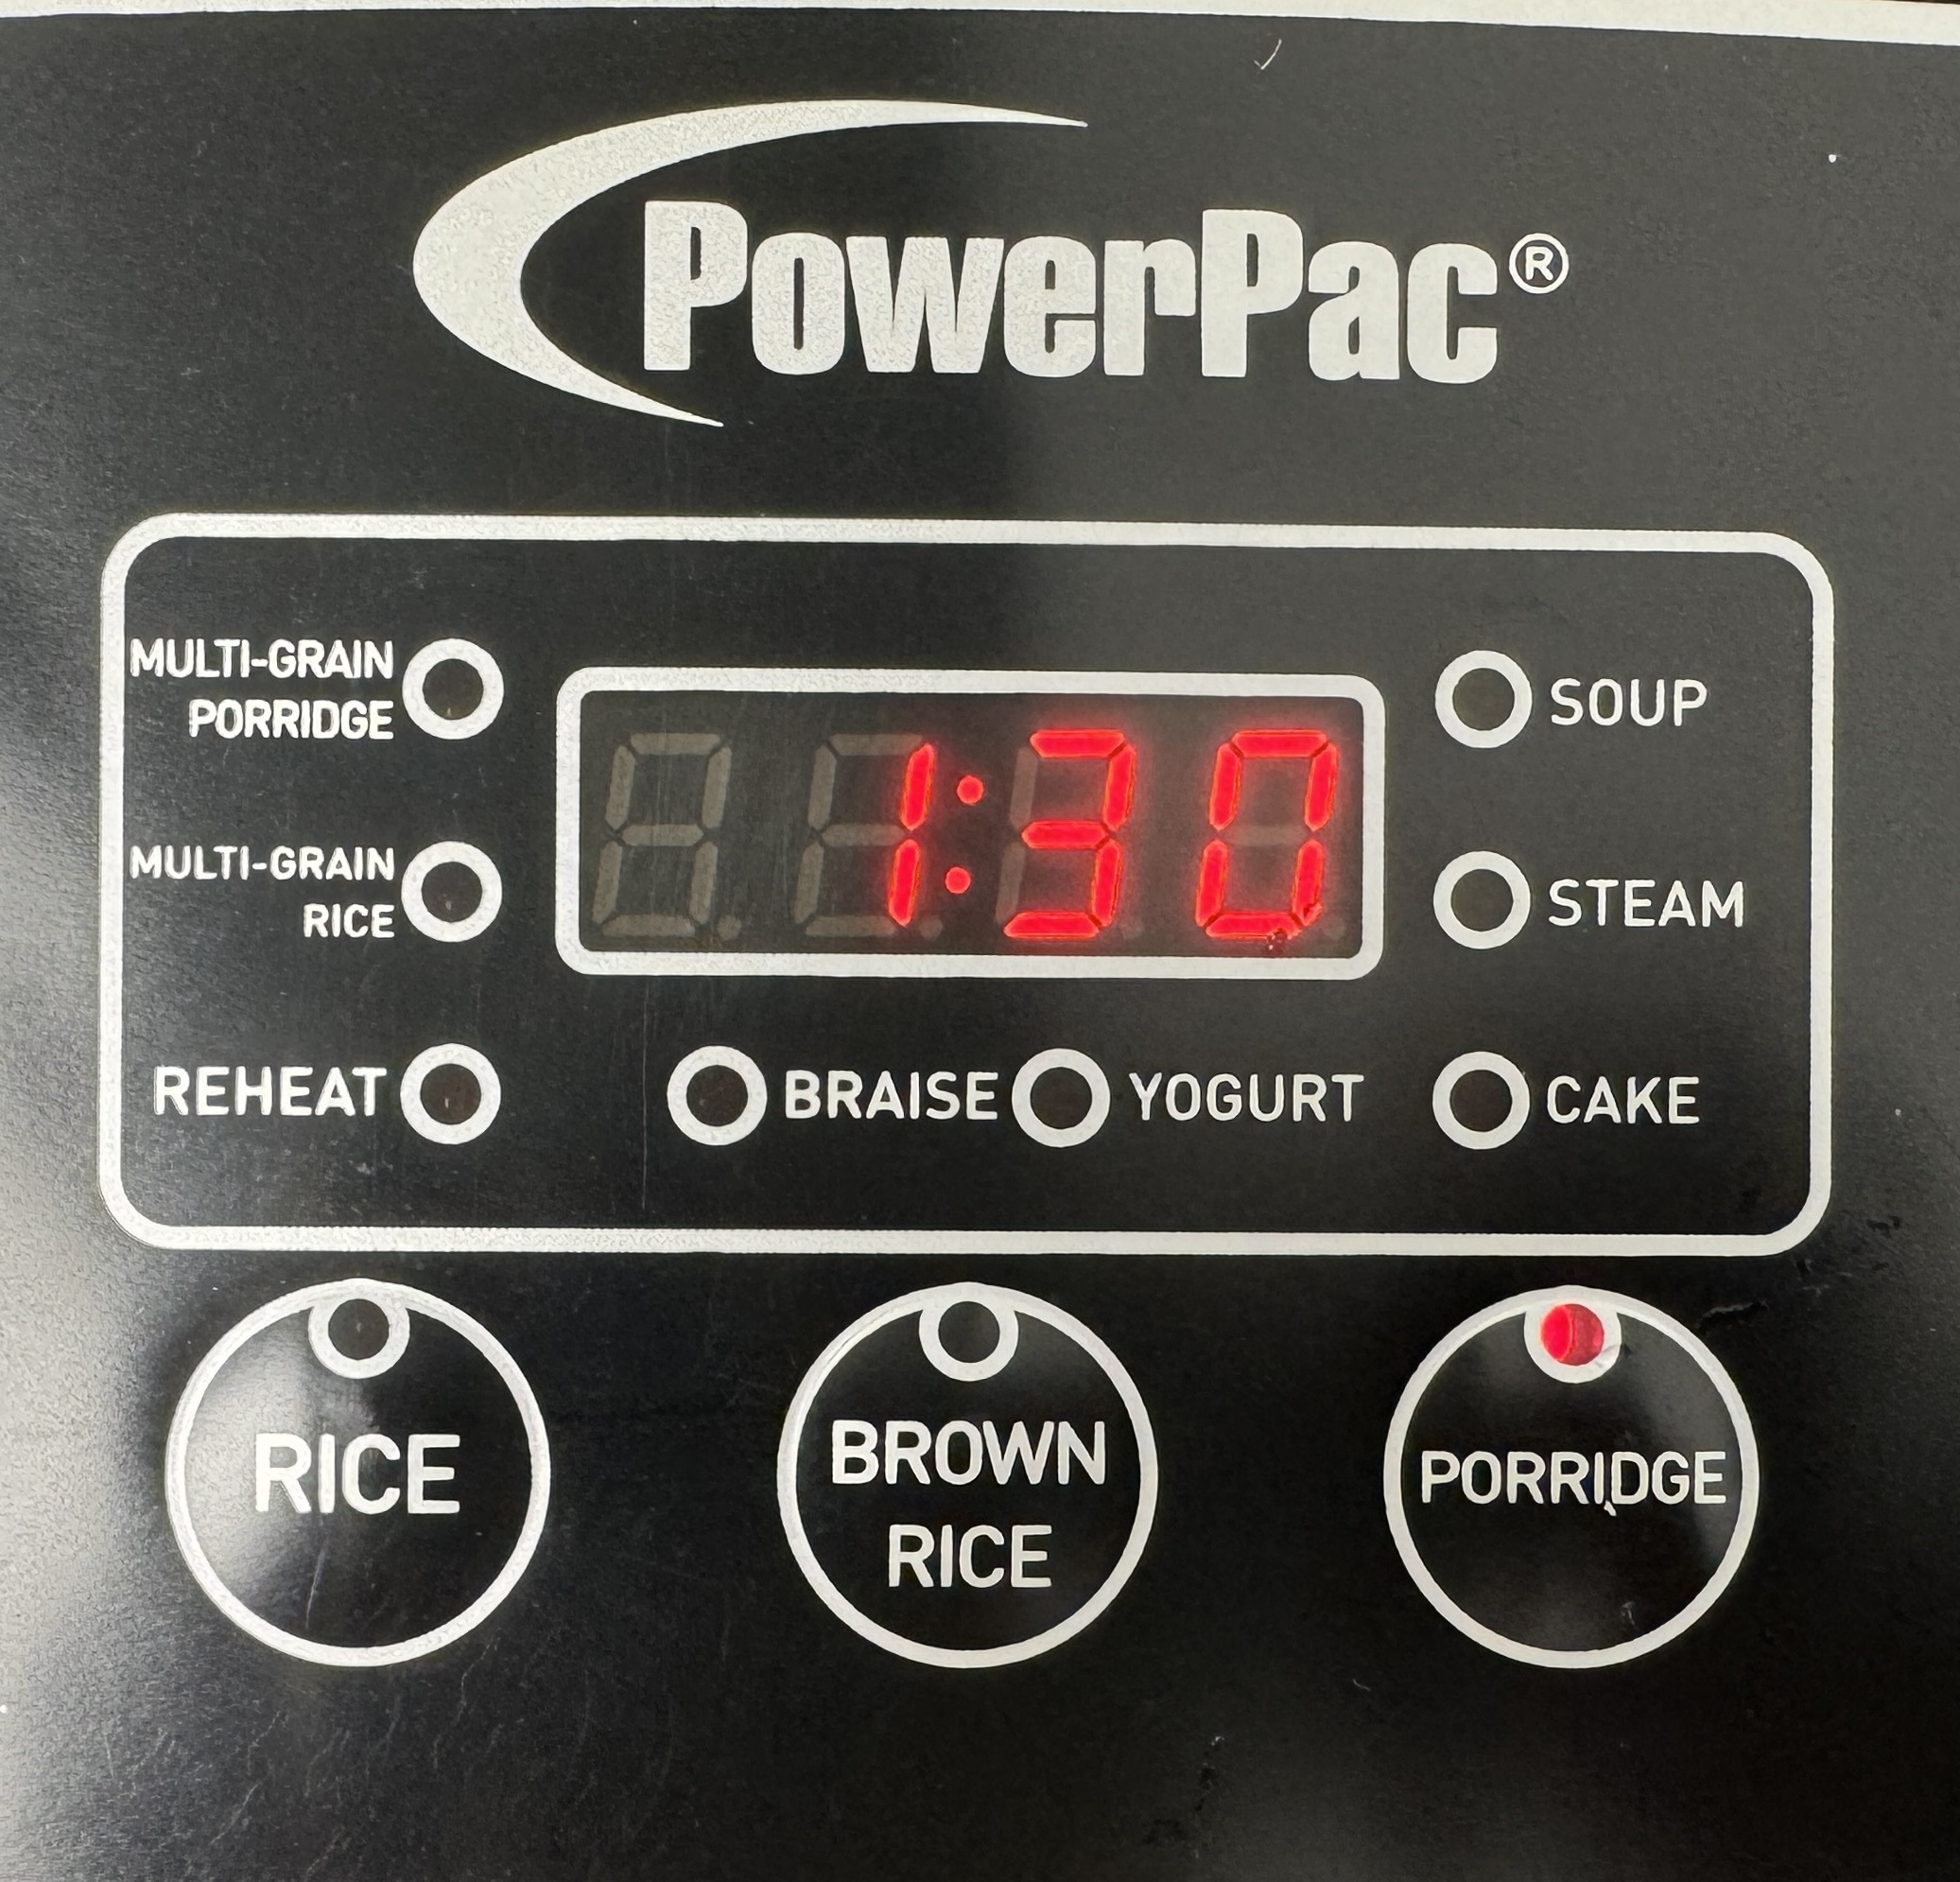 PowerPac®
MULTI-GRAIN
PORRIDGE
SOUP
1:30
MULTI-GRAIN
RICE
STEAM
REHEAT
BRAISE
YOGURT
CAKE
RICE
BROWN
RICE
PORRIDGE